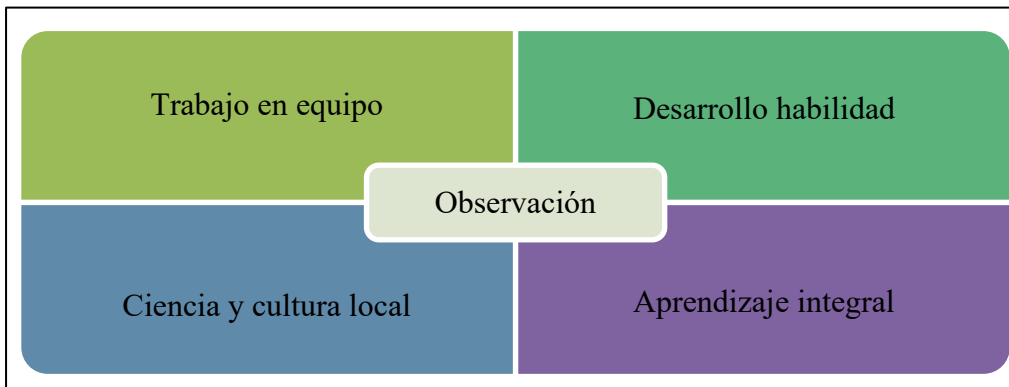 Trabajo en equipo
Desarrollo habilidad
Observación
Ciencia y cultura local
Aprendizaje integral